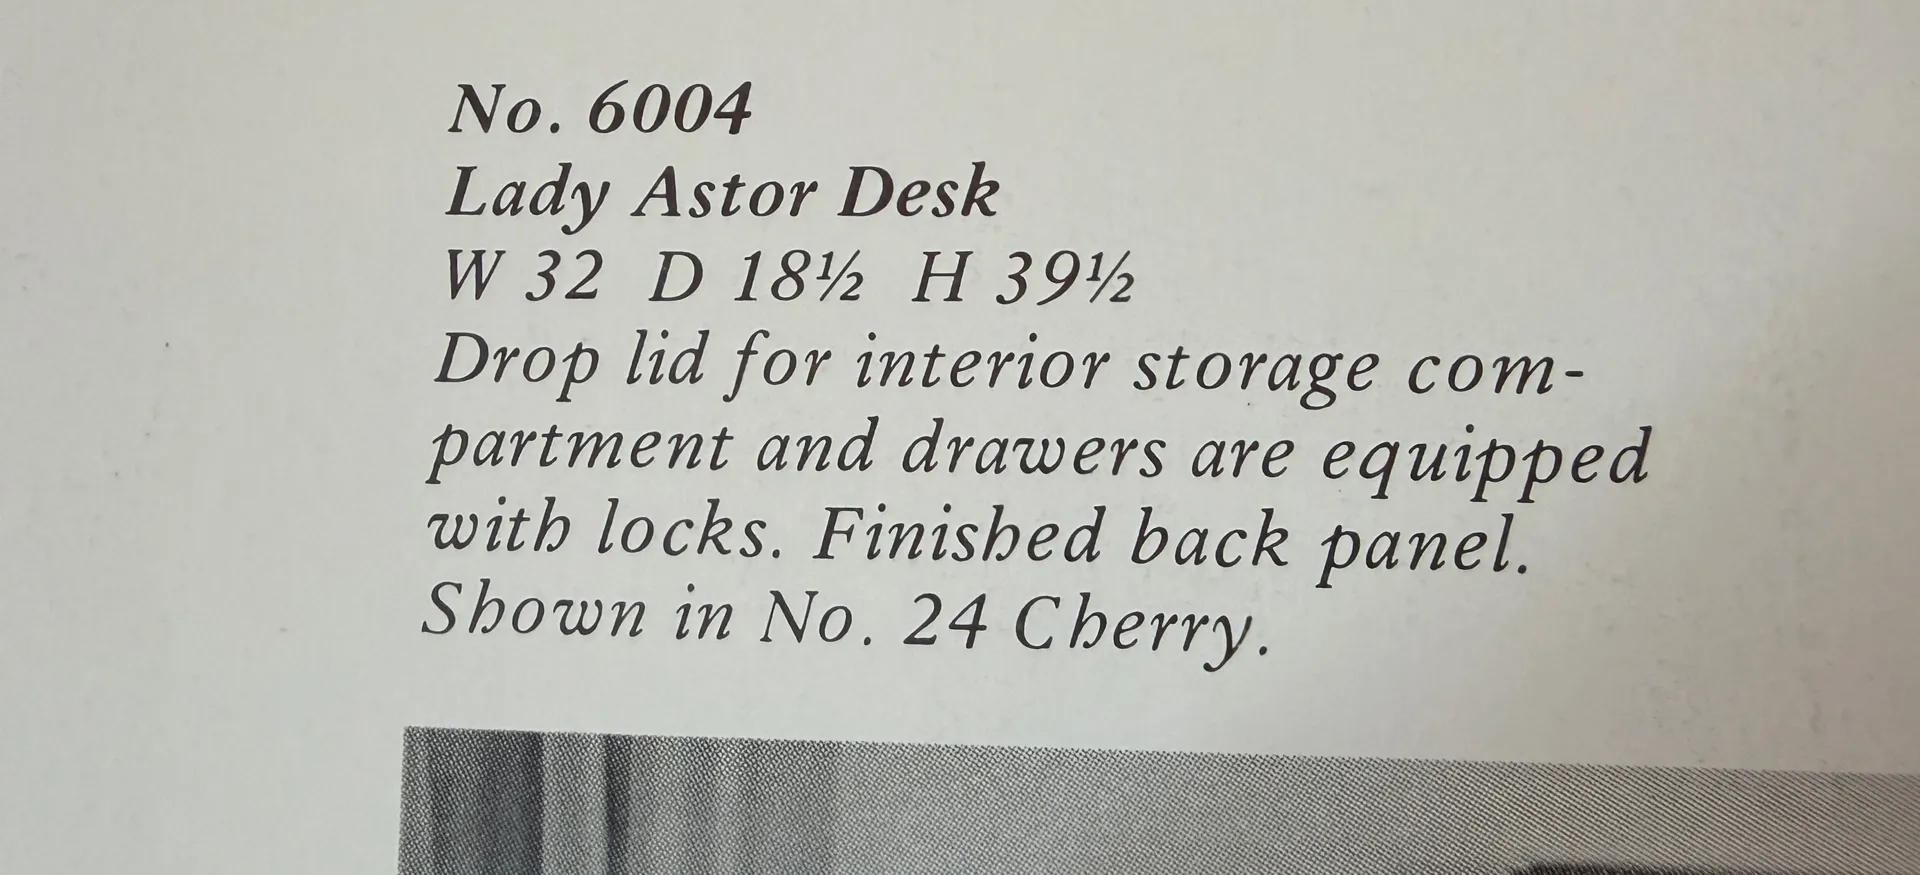 No. 6004
Lady Astor Desk
W 32 D 18½ H 39½
Drop lid for interior storage com-
partment and drawers are equipped
with locks. Finished back panel.
Shown in No. 24 Cherry.